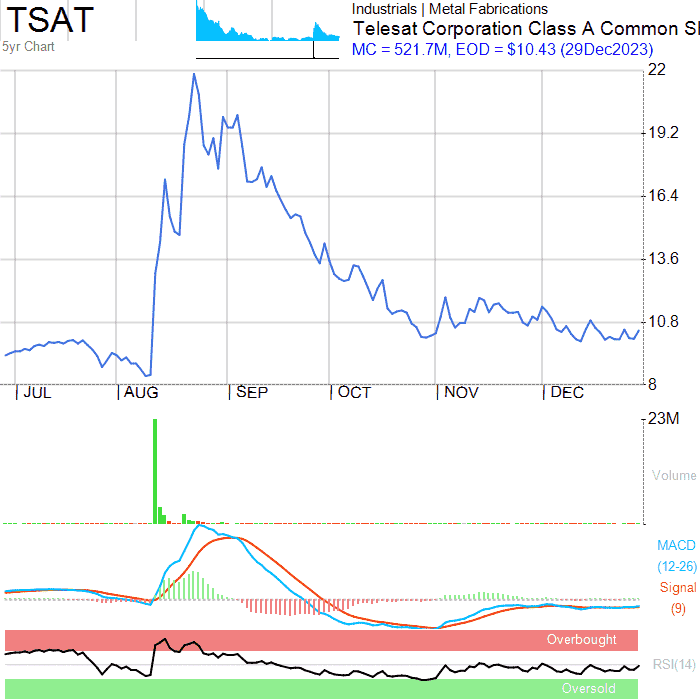 TSAT
5yr Chart
Industrials | Metal Fabrications
Telesat Corporation Class A Common S
MC = 521.7M, EOD = $10.43 (29Dec2023)
22
19.2
16.4
13.6
10.8
8
JUL AUG SEP OCT NOV DEC
23M
Volume
MACD
(12-26)
Signal
(9)
Overbought
RSI(14)
Oversold